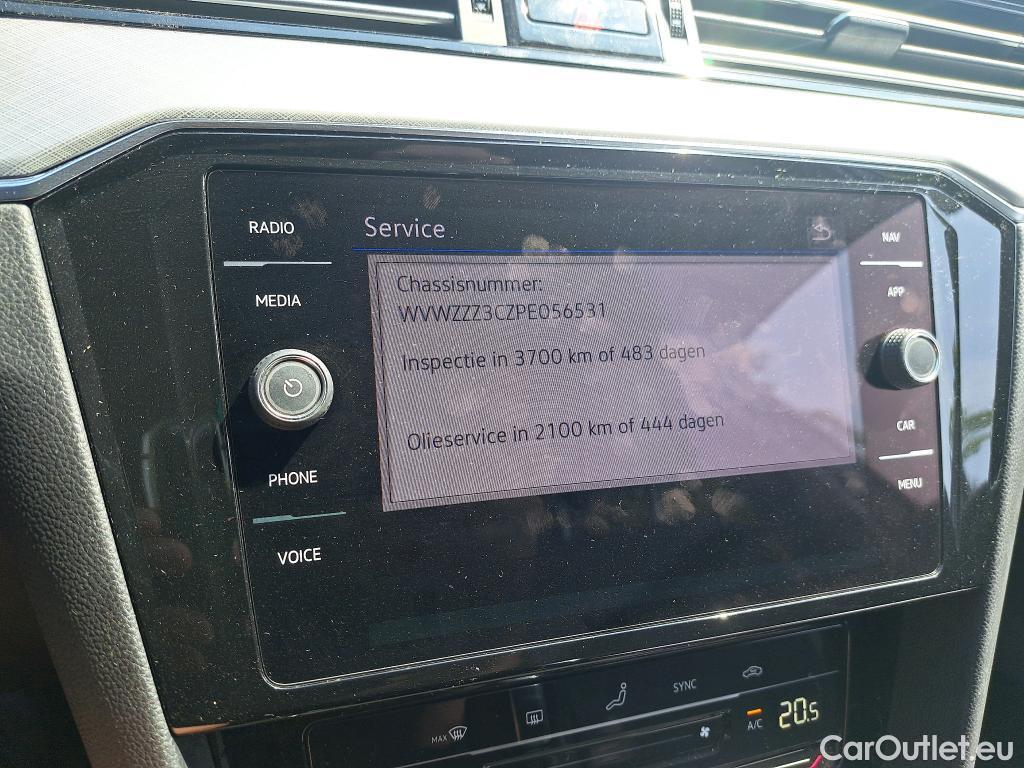 RADIO
MEDIA
PHONE
VOICE
Service
Chassisnummer:
WVWZZZ3CZPE056531
Inspectie in 3700 km of 483 dagen
Olieservice in 2100 km of 444 dagen
NAV
APP
CAR
MENU
MAX
SYNC
A/C
20.5
CarOutlet.eu